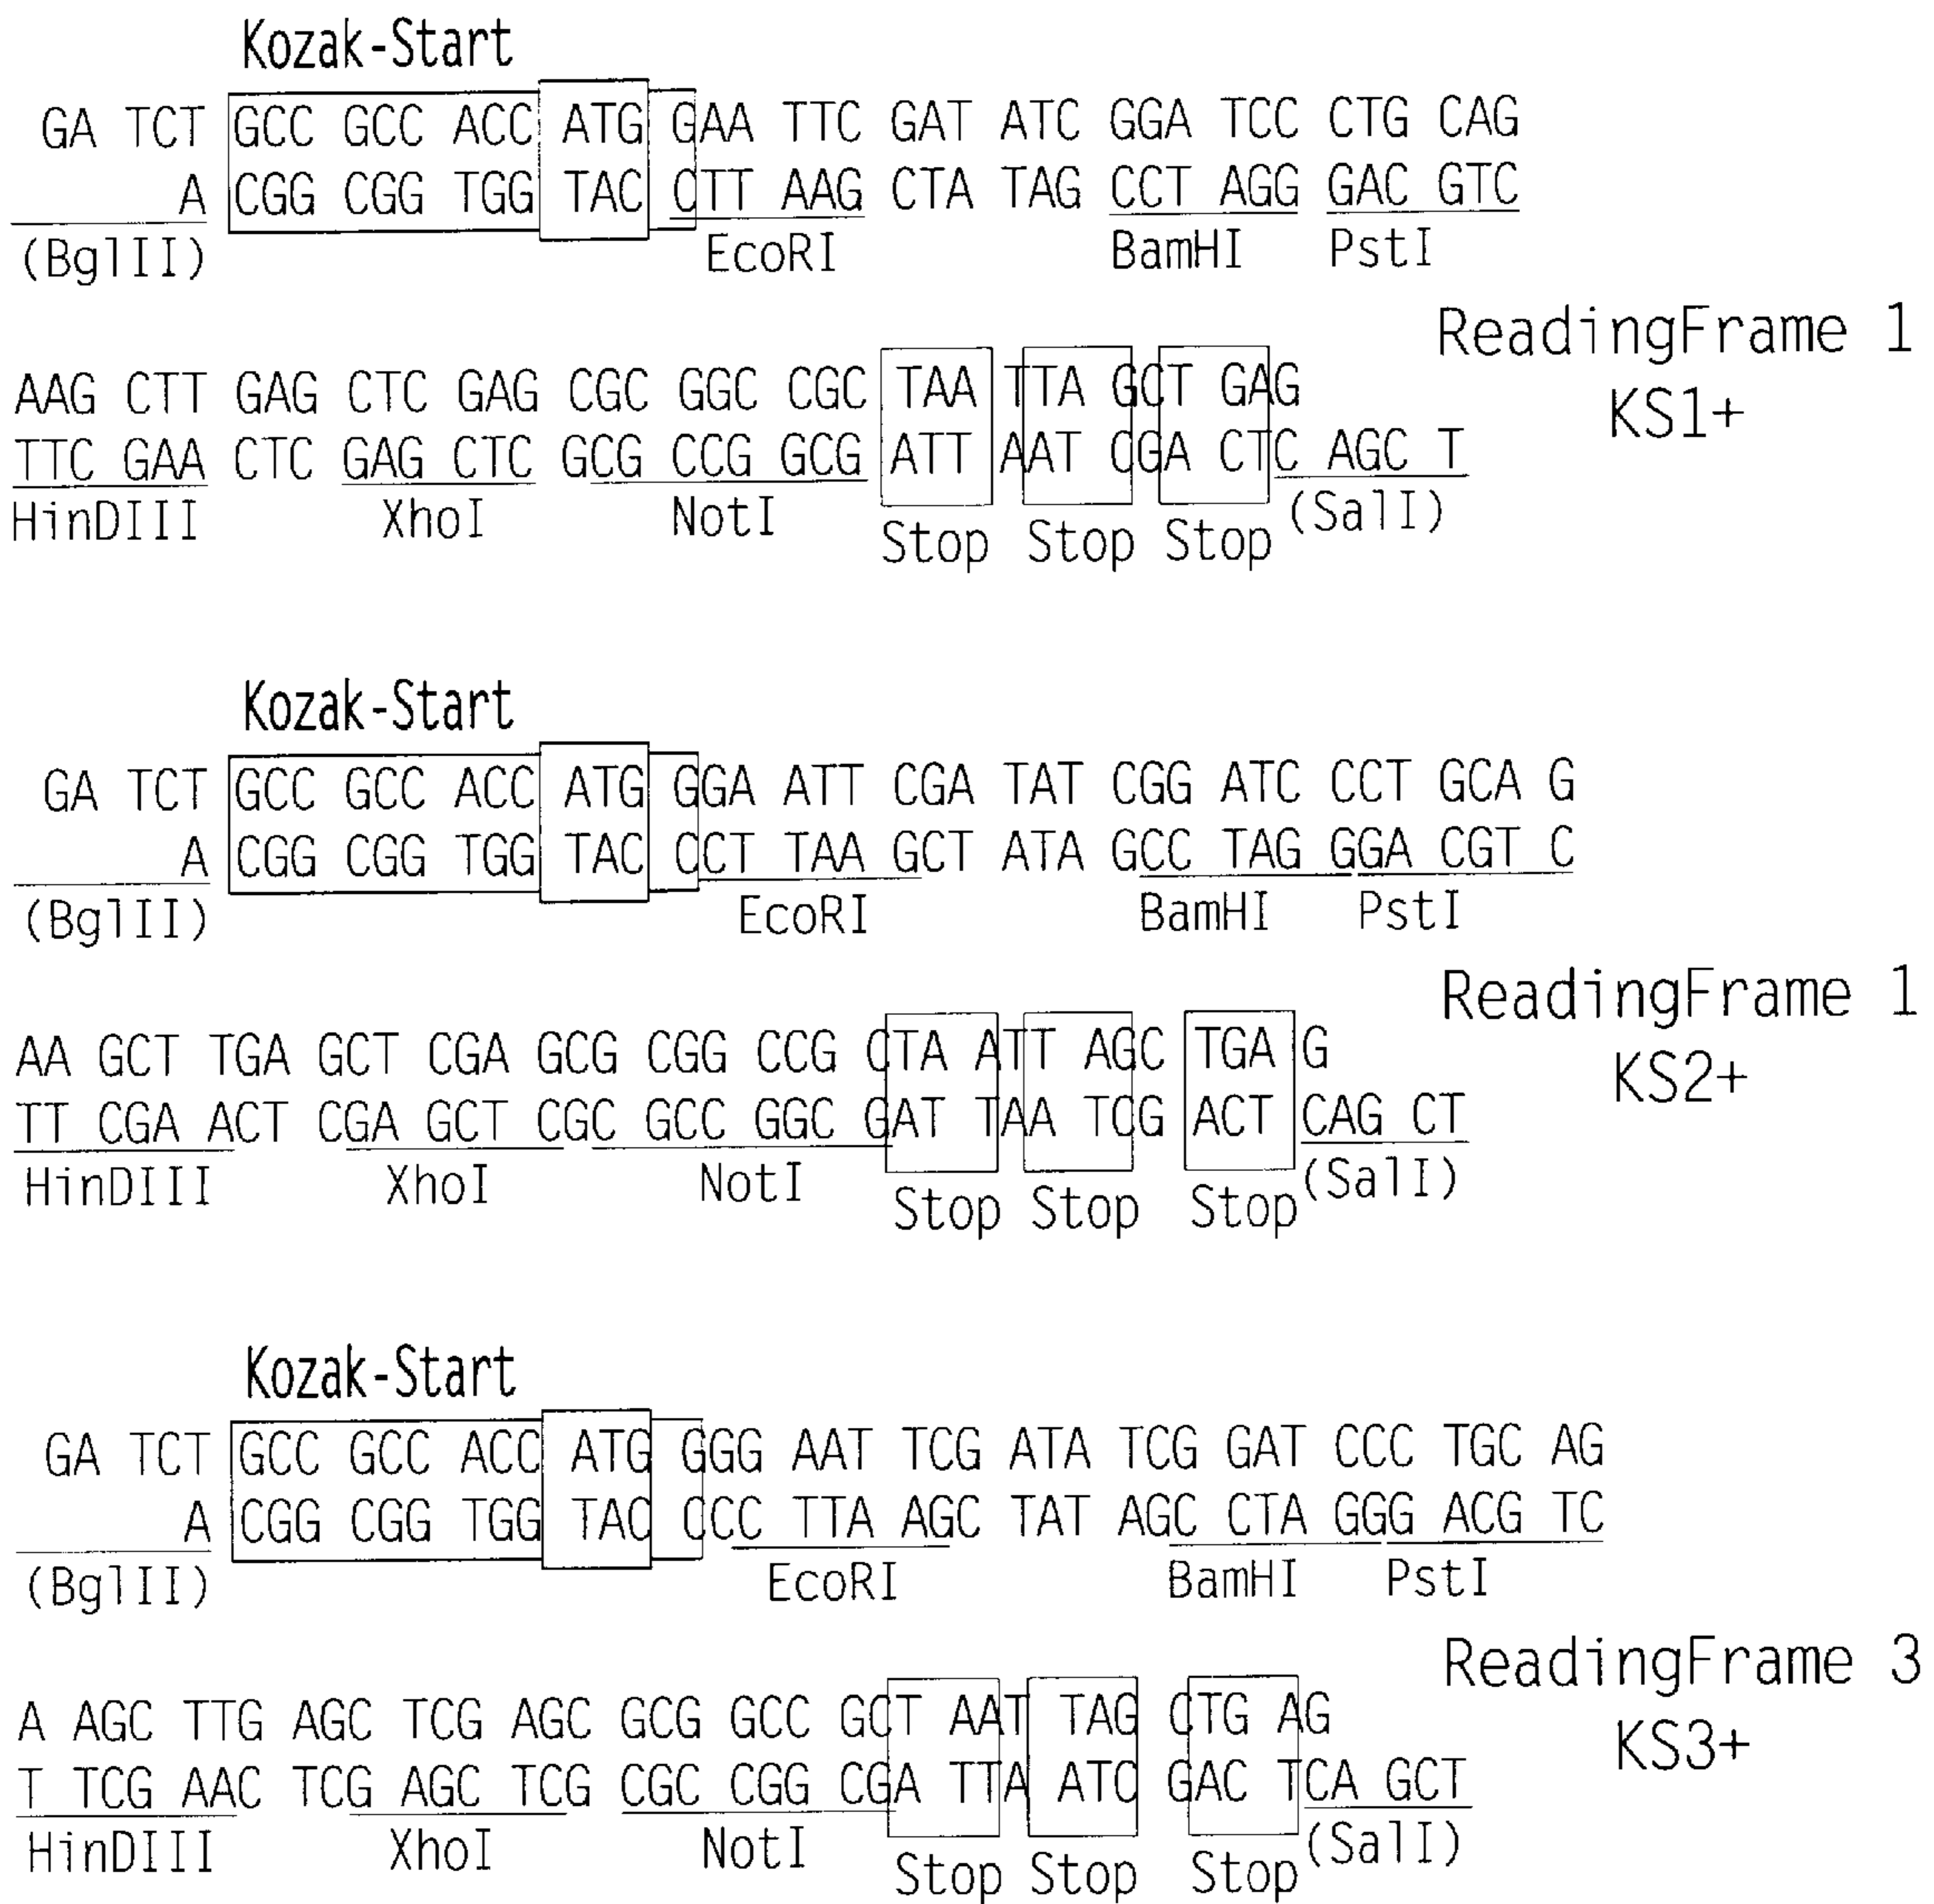 Kozak-Start
GA TCT GCC GCC ACC ATG GAA TTC GAT ATC GGA TCC CTG CAG
A CGG CGG TGG TAC CTT AAG CTA TAG CCT AGG GAC GTC
(BglII) EcoRI BamHI PstI
ReadingFrame 1
KS1+
AAG CTT GAG CTC GAG CGC GGC CGC TAA TTA GCT GAG
TTC GAA CTC GAG CTC GCG CCG GCG ATT AAT CGA CTC AGC T
HinDIII XhoI NotI Stop Stop Stop (SalI)
Kozak-Start
GA TCT GCC GCC ACC ATG GGA ATT CGA TAT CGG ATC CCT GCA G
A CGG CGG TGG TAC CCT TAA GCT ATA GCC TAG GGA CGT C
(BglII) EcoRI BamHI PstI
ReadingFrame 1
KS2+
AA GCT TGA GCT CGA GCG CGG CCG CTAA ATT AGC TGA G
TT CGA ACT CGA GCT CGC GCC GGC GAT TAA TCG ACT CAG CT
HinDIII XhoI NotI Stop Stop Stop (SalI)
Kozak-Start
GA TCT GCC GCC ACC ATG GGG AAT TCG ATA TCG GAT CCC TGC AG
A CGG CGG TGG TAC CCC TTA AGC TAT AGC CTA GGG ACG TC
(BglII) EcoRI BamHI PstI
ReadingFrame 3
KS3+
A AGC TTG AGC TCG AGC GCG GCC GCT AAT TAG CTG AG
T TCG AAC TCG AGC TCG CGC CGG CGA TTA ATC GAC TCA GCT
HinDIII XhoI NotI Stop Stop Stop (SalI)